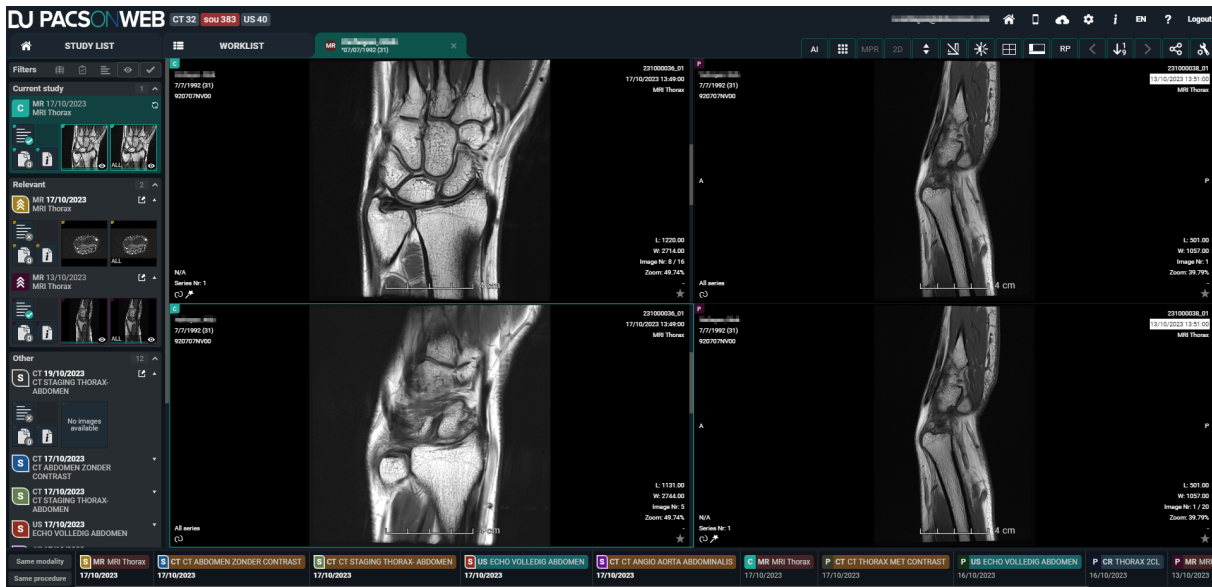 DJ PACSONWEB CT 32 sou 383 US 40 EN ? Logout
STUDY LIST WORKLIST MR *07/07/1992 (31) × AI MPR 2D RP
Filters
Current study 1
C MR 17/10/2023
MRI Thorax
ALL
Relevant 2
MR 17/10/2023
MRI Thorax
ALL
MR 13/10/2023
MRI Thorax
ALL
Other 12
S CT 19/10/2023
CT STAGING THORAX-
ABDOMEN
No images
available
S CT 17/10/2023
CT ABDOMEN ZONDER
CONTRAST
S CT 17/10/2023
CT STAGING THORAX-
ABDOMEN
S US 17/10/2023
ECHO VOLLEDIG ABDOMEN
C
7/7/1992 (31)
920707NV00
231000036_01
17/10/2023 13:49:00
MRI Thorax
L: 1220.00
W: 2714.00
Image Nr: 8 / 16
Zoom: 49.74%
N/A
Series Nr: 1
4 cm
P
7/7/1992 (31)
920707NV00
231000038_01
13/10/2023 13:51:00
MRI Thorax
A
P
L: 501.00
W: 1057.00
Image Nr: 1
Zoom: 39.79%
All series
4 cm
C
7/7/1992 (31)
920707NV00
231000036_01
17/10/2023 13:49:00
MRI Thorax
L: 1131.00
W: 2744.00
Image Nr: 5
Zoom: 49.74%
All series
4 cm
P
7/7/1992 (31)
920707NV00
231000038_01
13/10/2023 13:51:00
MRI Thorax
A
P
L: 501.00
W: 1057.00
Image Nr: 1 / 20
Zoom: 39.79%
N/A
Series Nr: 1
4 cm
Same modality
Same procedure
S MR MRI Thorax
17/10/2023
S CT CT ABDOMEN ZONDER CONTRAST
17/10/2023
S CT CT STAGING THORAX- ABDOMEN
17/10/2023
S US ECHO VOLLEDIG ABDOMEN
17/10/2023
S CT CT ANGIO AORTA ABDOMINALIS
17/10/2023
C MR MRI Thorax
17/10/2023
P CT CT THORAX MET CONTRAST
17/10/2023
P US ECHO VOLLEDIG ABDOMEN
16/10/2023
P CR THORAX 2CL
16/10/2023
P MR MRI
13/10/2023